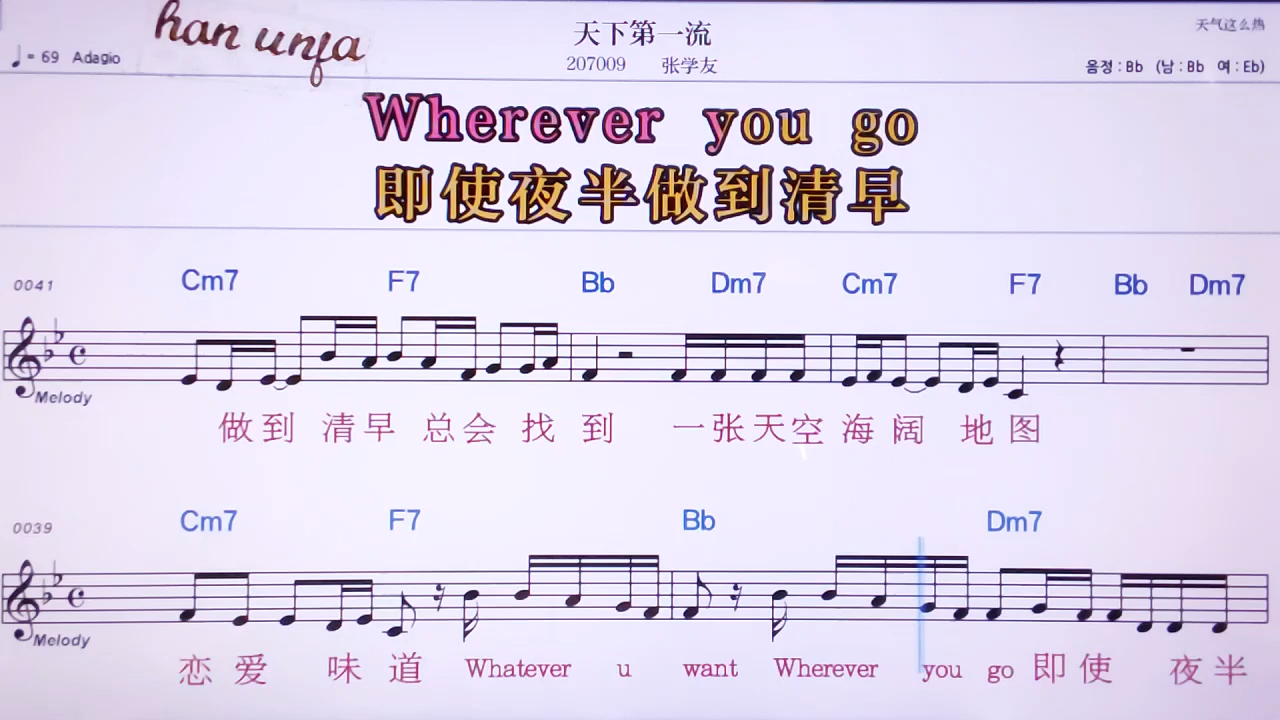 han unfa
天下第一流
天气这么热
♩= 69 Adagio
207009 张学友
음정 : Bb (남 : Bb 여 : Eb)
Wherever you go
即使夜半做到清早
0041 Cm7 F7 Bb Dm7 Cm7 F7 Bb Dm7
Melody
做到 清早 总会 找 到 一张天空 海 阔 地 图
0039 Cm7 F7 Bb Dm7
Melody
恋 爱 味 道 Whatever u want Wherever you go 即 使 夜 半